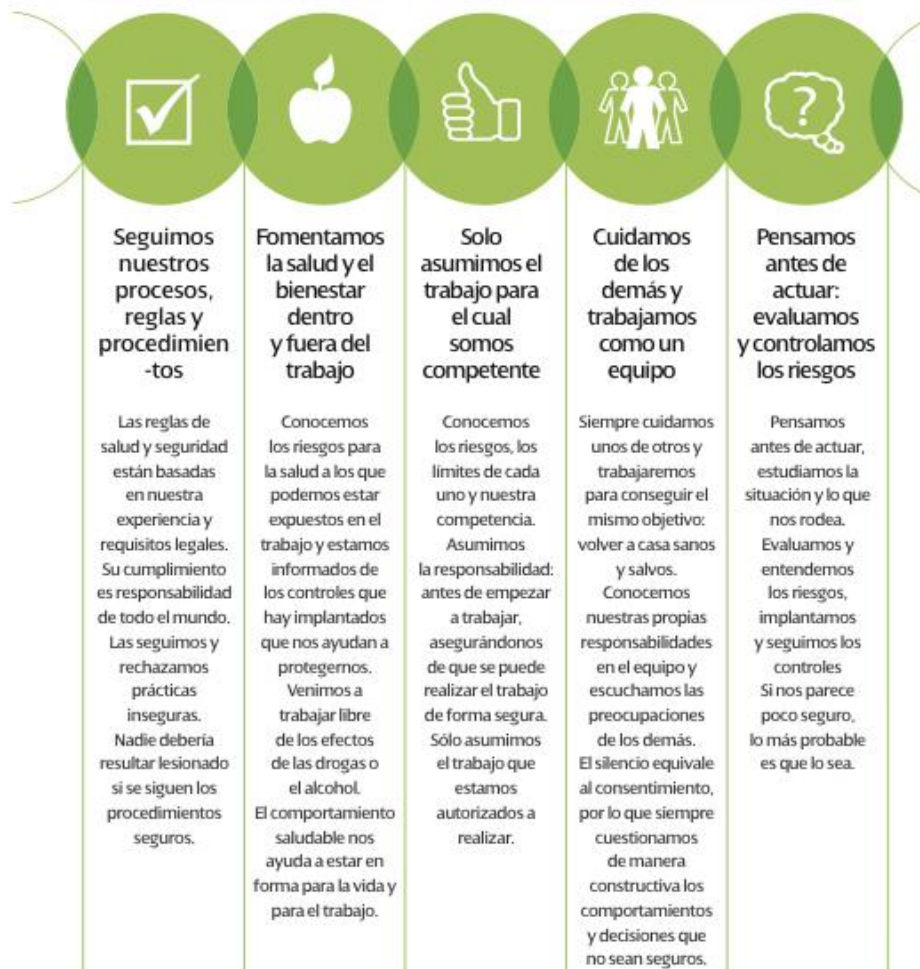 ?
Seguimos
nuestros
procesos,
reglas y
procedimien
-tos
Las reglas de
salud y seguridad
están basadas
en nuestra
experiencia y
requisitos legales.
Su cumplimiento
es responsabilidad
de todo el mundo.
Las seguimos y
rechazamos
prácticas
inseguras.
Nadie debería
resultar lesionado
si se siguen los
procedimientos
seguros.
Fomentamos
la salud y el
bienestar
dentro
y fuera del
trabajo
Conocemos
los riesgos para
la salud a los que
podemos estar
expuestos en el
trabajo y estamos
informados de
los controles que
hay implantados
que nos ayudan a
protegernos.
Venimos a
trabajar libre
de los efectos
de las drogas o
el alcohol.
El comportamiento
saludable nos
ayuda a estar en
forma para la vida y
para el trabajo.
Solo
asumimos el
trabajo para
el cual
somos
competente
Conocemos
los riesgos, los
límites de cada
uno y nuestra
competencia.
Asumimos
la responsabilidad:
antes de empezar
a trabajar,
asegurándonos
de que se puede
realizar el trabajo
de forma segura.
Sólo asumimos
el trabajo que
estamos
autorizados a
realizar.
Cuidamos
de los
demás y
trabajamos
como un
equipo
Siempre cuidamos
unos de otros y
trabajaremos
para conseguir el
mismo objetivo:
volver a casa sanos
y salvos.
Conocemos
nuestras propias
responsabilidades
en el equipo y
escuchamos las
preocupaciones
de los demás.
El silencio equivale
al consentimiento,
por lo que siempre
cuestionamos
de manera
constructiva los
comportamientos
y decisiones que
no sean seguros.
Pensamos
antes de
actuar:
evaluamos
y controlamos
los riesgos
Pensamos
antes de actuar,
estudiamos la
situación y lo que
nos rodea.
Evaluamos y
entendemos
los riesgos,
implantamos
y seguimos los
controles
Si nos parece
poco seguro,
lo más probable
es que lo sea.